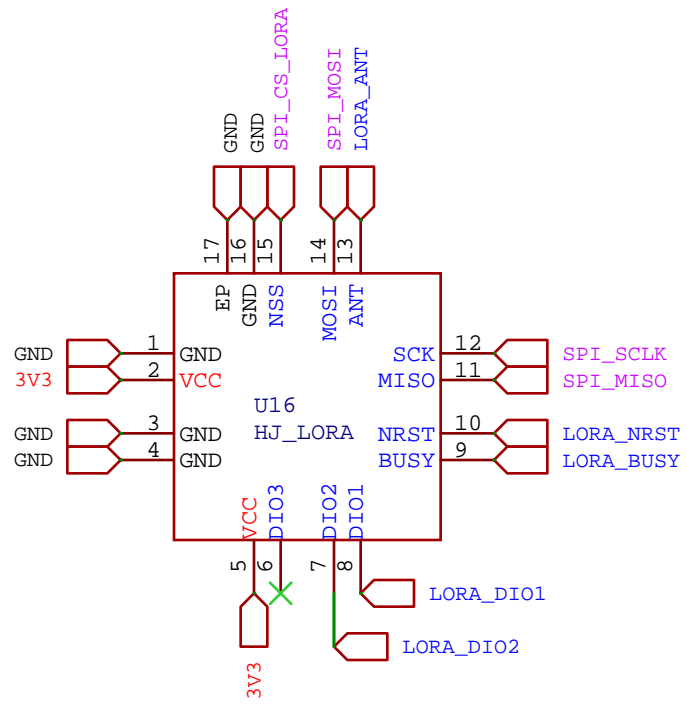 GND
GND
SPI_CS_LORA
SPI_MOSI
LORA_ANT
17
16
15
14
13
EP
GND
NSS
MOSI
ANT
GND 1 GND
3V3 2 VCC
GND 3 GND
GND 4 GND
U16
HJ_LORA
SCK 12 SPI_SCLK
MISO 11 SPI_MISO
NRST 10 LORA_NRST
BUSY 9 LORA_BUSY
VCC
DIO3
DIO2
DIO1
5
6
7
8
3V3
LORA_DIO1
LORA_DIO2